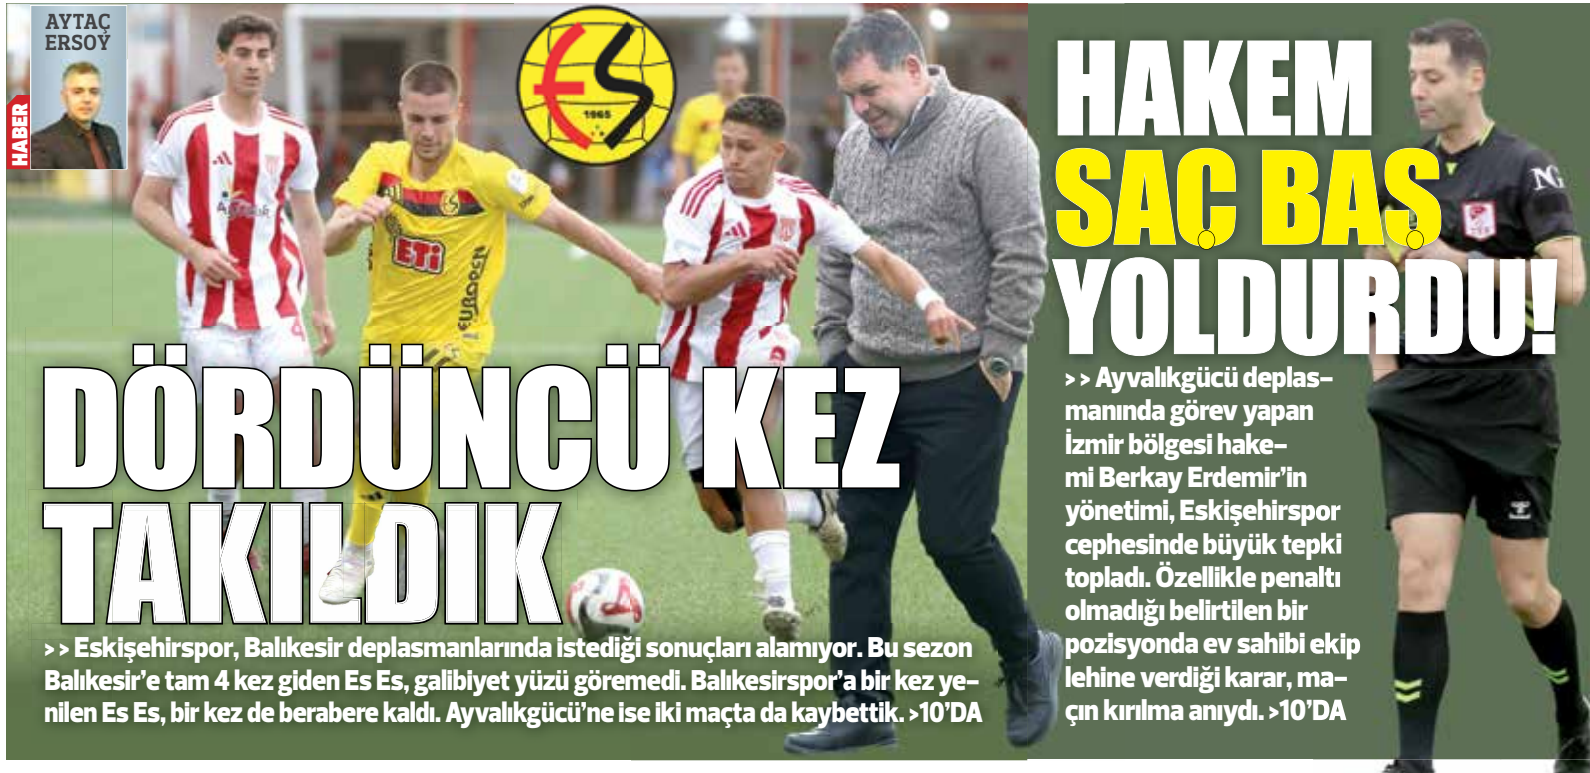 AYTAÇ
ERSOY
HABER
ES
1965
ETİ
EUROPEN
DÖRDÜNCÜ KEZ
TAKILDIK
>> Eskişehirspor, Balıkesir deplasmanlarında istediği sonuçları alamıyor. Bu sezon
Balıkesir’e tam 4 kez giden Es Es, galibiyet yüzü göremedi. Balıkesirspor’a bir kez ye-
nilen Es Es, bir kez de berabere kaldı. Ayvalıkgücü’ne ise iki maçta da kaybettik. >10’DA
HAKEM
SAÇ BAŞ
YOLDURDU!
>> Ayvalıkgücü deplas-
manında görev yapan
İzmir bölgesi hake-
mi Berkay Erdemir’in
yönetimi, Eskişehirspor
cephesinde büyük tepki
topladı. Özellikle penaltı
olmadığı belirtilen bir
pozisyonda ev sahibi ekip
lehine verdiği karar, ma-
çın kırılma anıydı. >10’DA